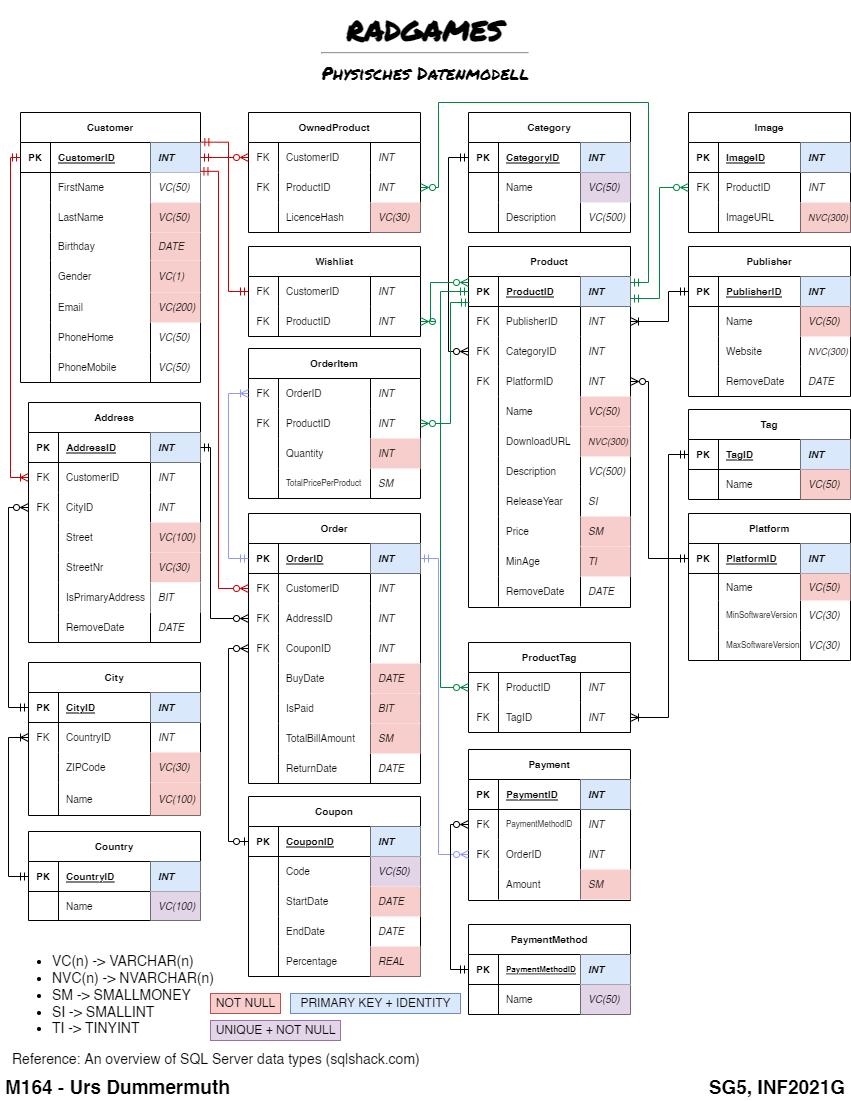 RADGAMES
Physisches Datenmodell
Customer
PK CustomerID INT
FirstName VC(50)
LastName VC(50)
Birthday DATE
Gender VC(1)
Email VC(200)
PhoneHome VC(50)
PhoneMobile VC(50)
Address
PK AddressID INT
FK CustomerID INT
FK CityID INT
Street VC(100)
StreetNr VC(30)
IsPrimaryAddress BIT
RemoveDate DATE
City
PK CityID INT
FK CountryID INT
ZIPCode VC(30)
Name VC(100)
Country
PK CountryID INT
Name VC(100)
OwnedProduct
FK CustomerID INT
FK ProductID INT
LicenceHash VC(30)
Wishlist
FK CustomerID INT
FK ProductID INT
OrderItem
FK OrderID INT
FK ProductID INT
Quantity INT
TotalPricePerProduct SM
Order
PK OrderID INT
FK CustomerID INT
FK AddressID INT
FK CouponID INT
BuyDate DATE
IsPaid BIT
TotalBillAmount SM
ReturnDate DATE
Coupon
PK CouponID INT
Code VC(50)
StartDate DATE
EndDate DATE
Percentage REAL
Category
PK CategoryID INT
Name VC(50)
Description VC(500)
Product
PK ProductID INT
FK PublisherID INT
FK CategoryID INT
FK PlatformID INT
Name VC(50)
DownloadURL NVC(300)
Description VC(500)
ReleaseYear SI
Price SM
MinAge TI
RemoveDate DATE
ProductTag
FK ProductID INT
FK TagID INT
Payment
PK PaymentID INT
FK PaymentMethodID INT
FK OrderID INT
Amount SM
PaymentMethod
PK PaymentMethodID INT
Name VC(50)
Image
PK ImageID INT
FK ProductID INT
ImageURL NVC(300)
Publisher
PK PublisherID INT
Name VC(50)
Website NVC(300)
RemoveDate DATE
Tag
PK TagID INT
Name VC(50)
Platform
PK PlatformID INT
Name VC(50)
MinSoftwareVersion VC(30)
MaxSoftwareVersion VC(30)
• VC(n) -> VARCHAR(n)
• NVC(n) -> NVARCHAR(n)
• SM -> SMALLMONEY
• SI -> SMALLINT
• TI -> TINYINT
NOT NULL
PRIMARY KEY + IDENTITY
UNIQUE + NOT NULL
Reference: An overview of SQL Server data types (sqlshack.com)
M164 - Urs Dummermuth
SG5, INF2021G